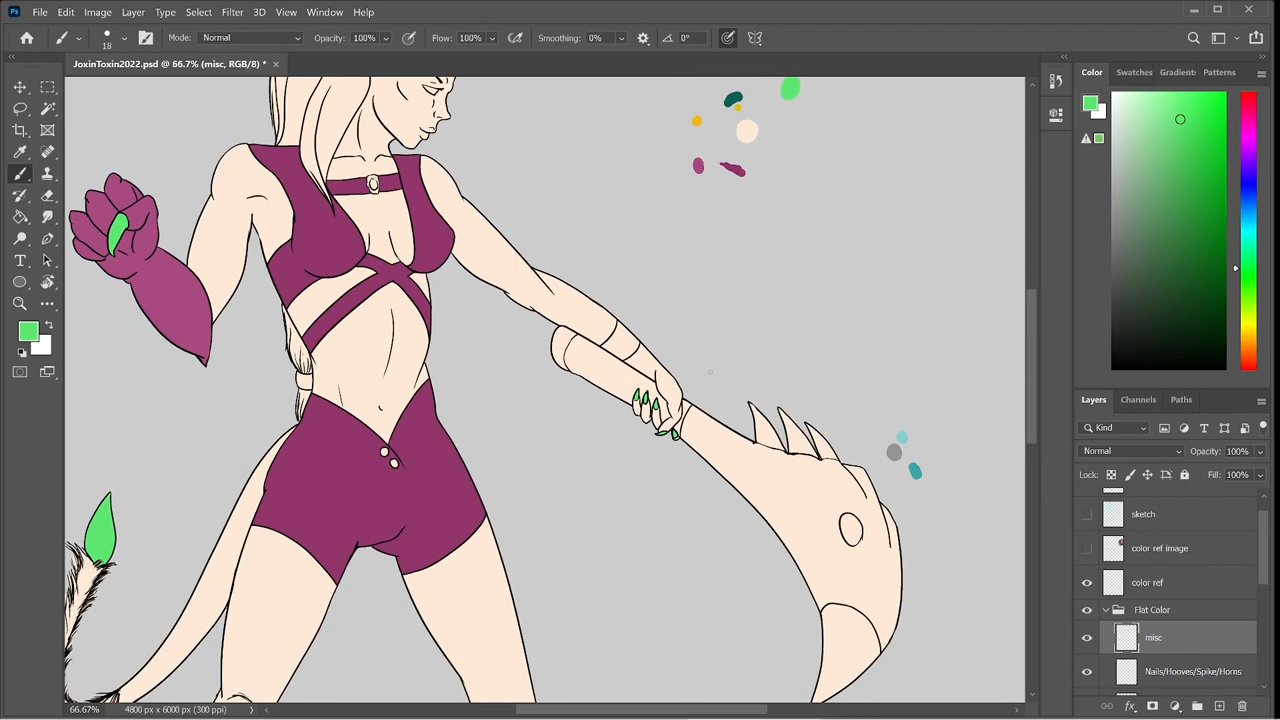 File Edit Image Layer Type Select Filter 3D View Window Help
18 Mode: Normal Opacity: 100% Flow: 100% Smoothing: 0% 0°
JoxinToxin2022.psd @ 66.7% (misc, RGB/8) *
Color Swatches Gradient Patterns
Layers Channels Paths
Kind
Normal Opacity: 100%
Lock: Fill: 100%
sketch
color ref image
color ref
Flat Color
misc
Nails/Hooves/Spike/Horns
fx
66.67% 4800 px x 6000 px (300 ppi)